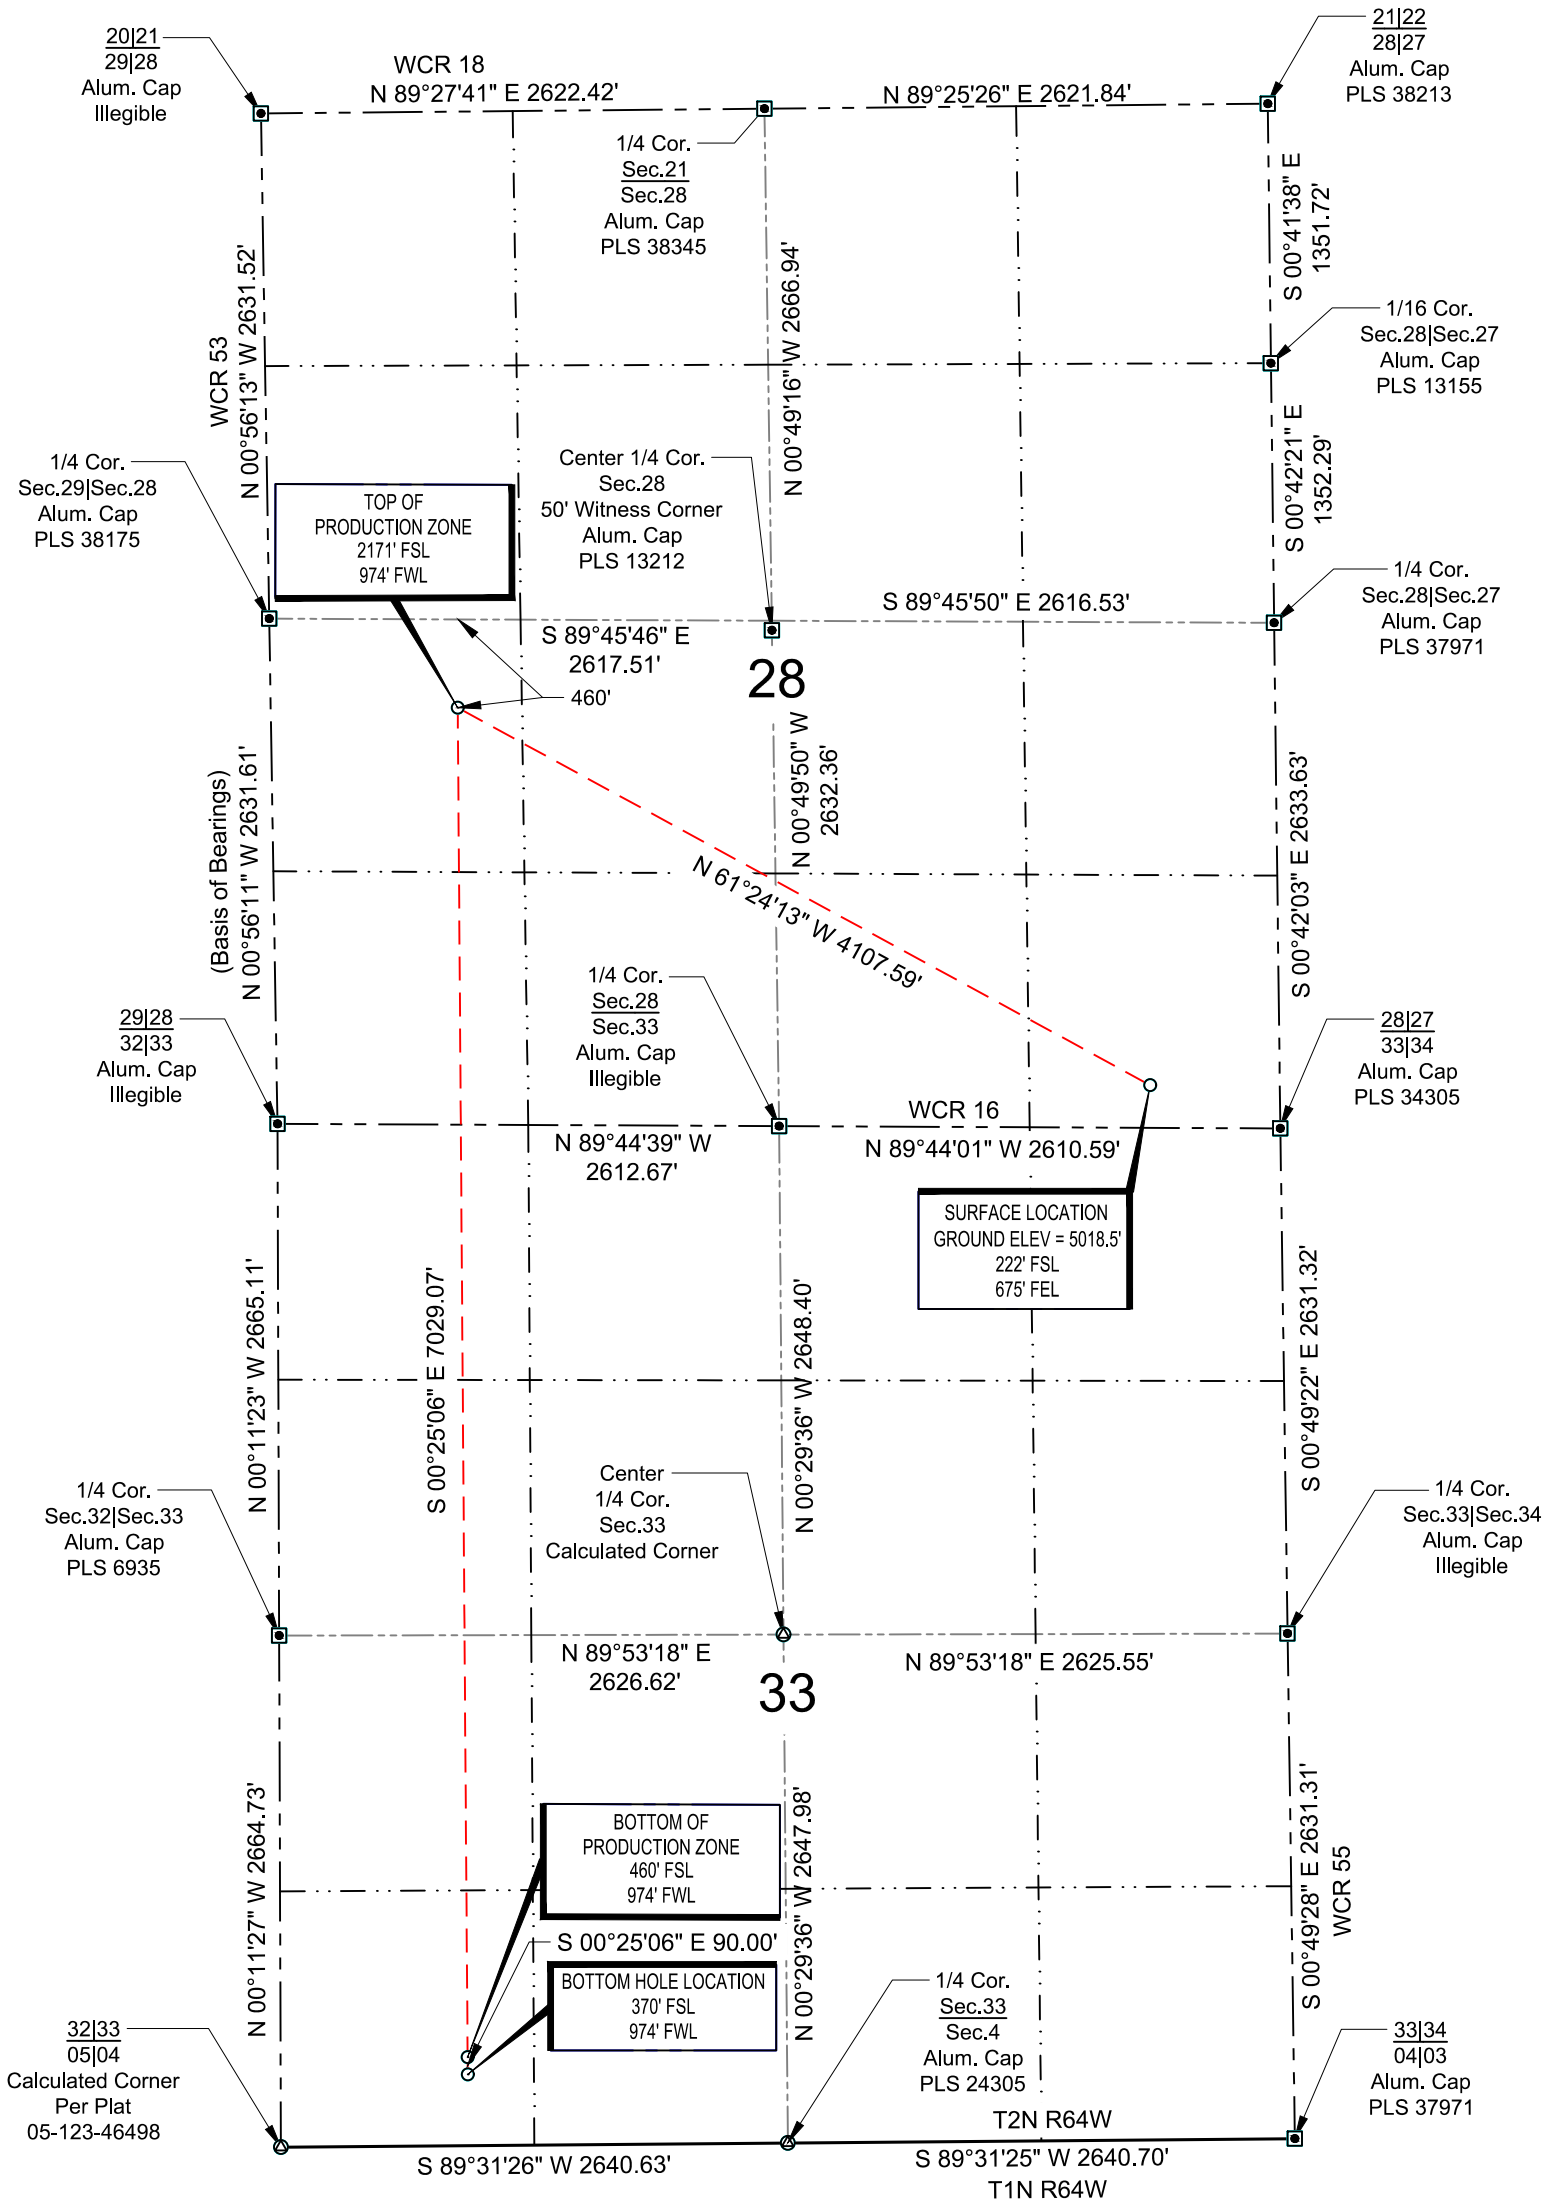 20|21
29|28
Alum. Cap
Illegible
WCR 18
N 89°27'41" E 2622.42'
N 89°25'26" E 2621.84'
21|22
28|27
Alum. Cap
PLS 38213
1/4 Cor.
Sec.21
Sec.28
Alum. Cap
PLS 38345
S 00°41'38" E
1351.72'
WCR 53
N 00°56'13" W 2631.52'
N 00°49'16" W 2666.94'
1/16 Cor.
Sec.28|Sec.27
Alum. Cap
PLS 13155
S 00°42'21" E
1352.29'
1/4 Cor.
Sec.29|Sec.28
Alum. Cap
PLS 38175
TOP OF
PRODUCTION ZONE
2171' FSL
974' FWL
Center 1/4 Cor.
Sec.28
50' Witness Corner
Alum. Cap
PLS 13212
1/4 Cor.
Sec.28|Sec.27
Alum. Cap
PLS 37971
S 89°45'46" E
2617.51'
S 89°45'50" E 2616.53'
28
460'
(Basis of Bearings)
N 00°56'11" W 2631.61'
N 00°49'50" W
2632.36'
N 61°24'13" W 4107.59'
S 00°42'03" E 2633.63'
29|28
32|33
Alum. Cap
Illegible
1/4 Cor.
Sec.28
Sec.33
Alum. Cap
Illegible
28|27
33|34
Alum. Cap
PLS 34305
WCR 16
N 89°44'39" W
2612.67'
N 89°44'01" W 2610.59'
SURFACE LOCATION
GROUND ELEV = 5018.5'
222' FSL
675' FEL
N 00°11'23" W 2665.11'
S 00°25'06" E 7029.07'
N 00°29'36" W 2648.40'
S 00°49'22" E 2631.32'
1/4 Cor.
Sec.32|Sec.33
Alum. Cap
PLS 6935
Center
1/4 Cor.
Sec.33
Calculated Corner
1/4 Cor.
Sec.33|Sec.34
Alum. Cap
Illegible
N 89°53'18" E
2626.62'
N 89°53'18" E 2625.55'
33
N 00°11'27" W 2664.73'
BOTTOM OF
PRODUCTION ZONE
460' FSL
974' FWL
N 00°29'36" W 2647.98'
S 00°49'28" E 2631.31'
WCR 55
S 00°25'06" E 90.00'
BOTTOM HOLE LOCATION
370' FSL
974' FWL
32|33
05|04
Calculated Corner
Per Plat
05-123-46498
1/4 Cor.
Sec.33
Sec.4
Alum. Cap
PLS 24305
33|34
04|03
Alum. Cap
PLS 37971
T2N R64W
S 89°31'26" W 2640.63'
S 89°31'25" W 2640.70'
T1N R64W